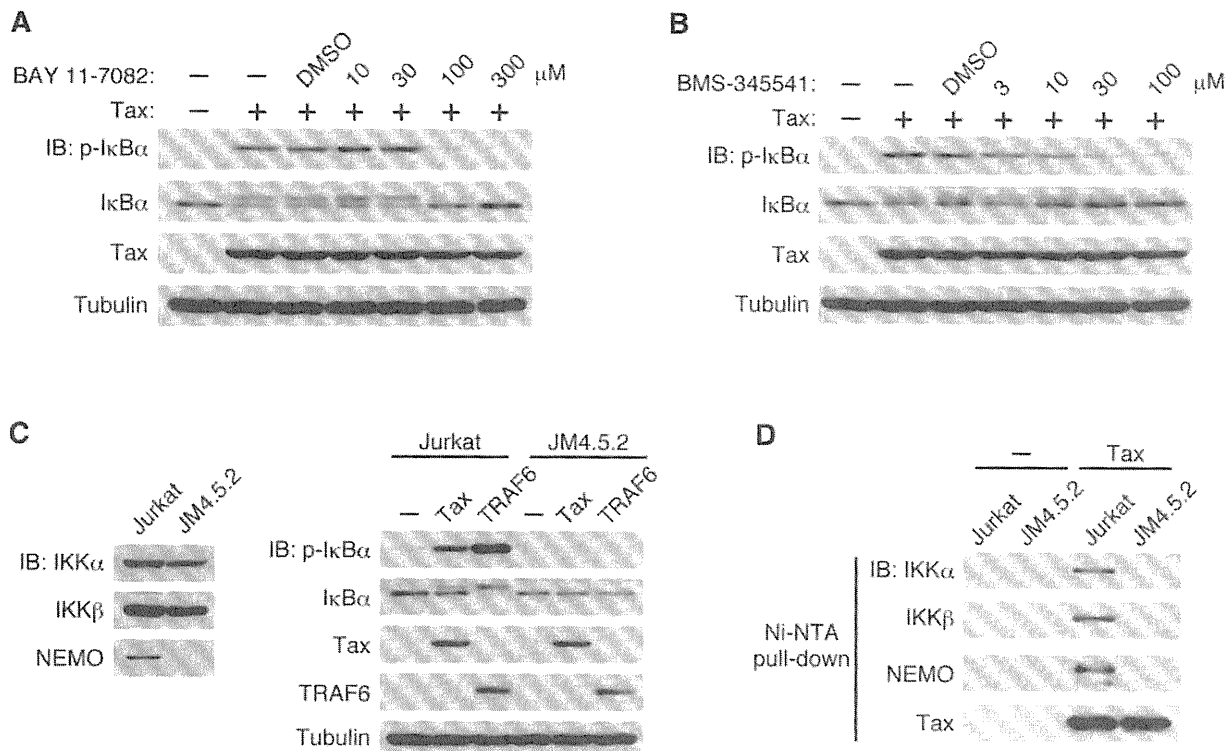 A
BAY 11-7082: – – DMSO 10 30 100 300 μM
Tax: – + + + + + +
IB: p-IκBα
IκBα
Tax
Tubulin
B
BMS-345541: – – DMSO 3 10 30 100 μM
Tax: – + + + + + +
IB: p-IκBα
IκBα
Tax
Tubulin
C
Jurkat JM4.5.2
IB: IKKα
IKKβ
NEMO
Jurkat JM4.5.2
– Tax TRAF6 – Tax TRAF6
IB: p-IκBα
IκBα
Tax
TRAF6
Tubulin
D
– Tax
Jurkat JM4.5.2 Jurkat JM4.5.2
Ni-NTA pull-down
IB: IKKα
IKKβ
NEMO
Tax